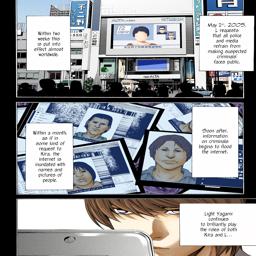 May 1st, 2009.
L requests
that all police
and media
refrain from
making suspected
criminals'
faces public.
Within two
weeks this
is put into
effect almost
worldwide.
Soon after,
information
on criminals
begins to flood
the internet.
Within a month,
as if in
some kind of
request to
Kira, the
internet is
inundated with
names and
pictures of
people.
Light Yagami
continues
to brilliantly
play the roles
of both
Kira and L...